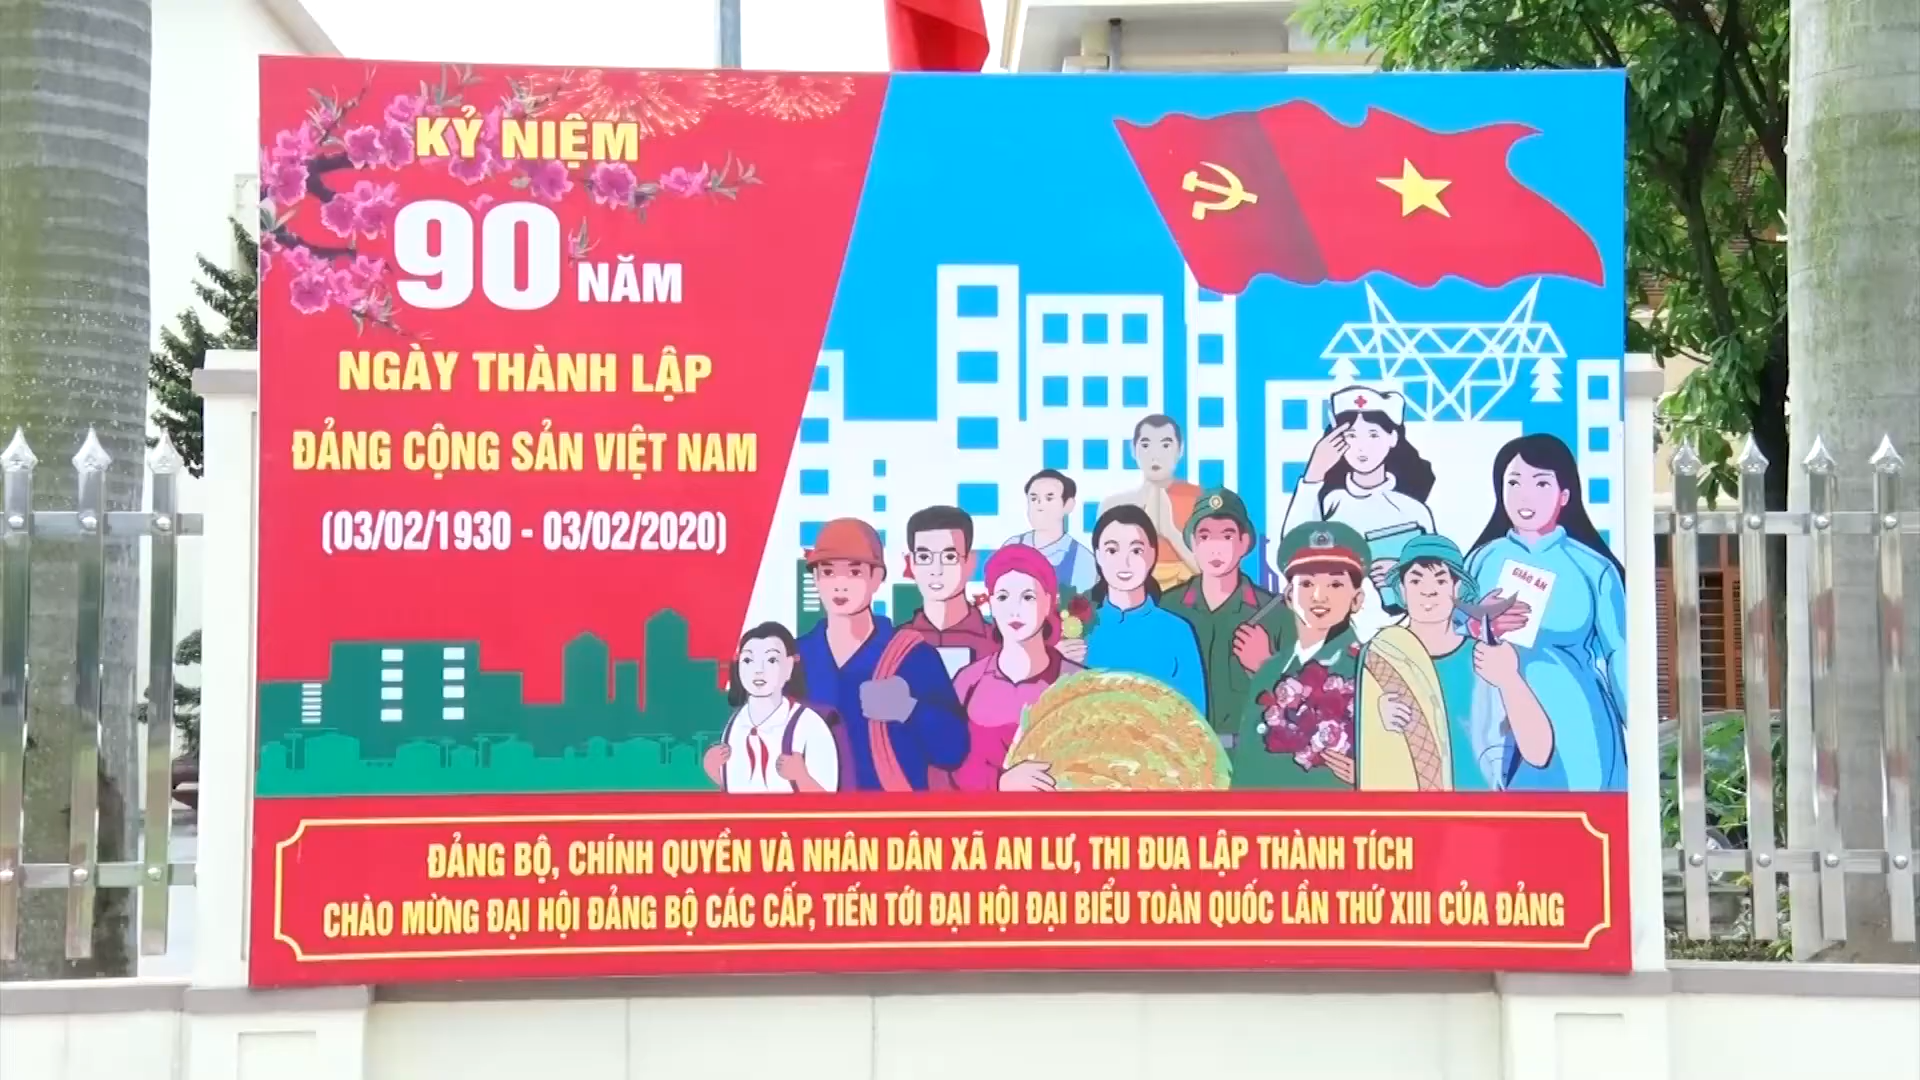 KỶ NIỆM
90 NĂM
NGÀY THÀNH LẬP
ĐẢNG CỘNG SẢN VIỆT NAM
(03/02/1930 - 03/02/2020)
GIÁO ÁN
ĐẢNG BỘ, CHÍNH QUYỀN VÀ NHÂN DÂN XÃ AN LƯ, THI ĐUA LẬP THÀNH TÍCH
CHÀO MỪNG ĐẠI HỘI ĐẢNG BỘ CÁC CẤP, TIẾN TỚI ĐẠI HỘI ĐẠI BIỂU TOÀN QUỐC LẦN THỨ XIII CỦA ĐẢNG